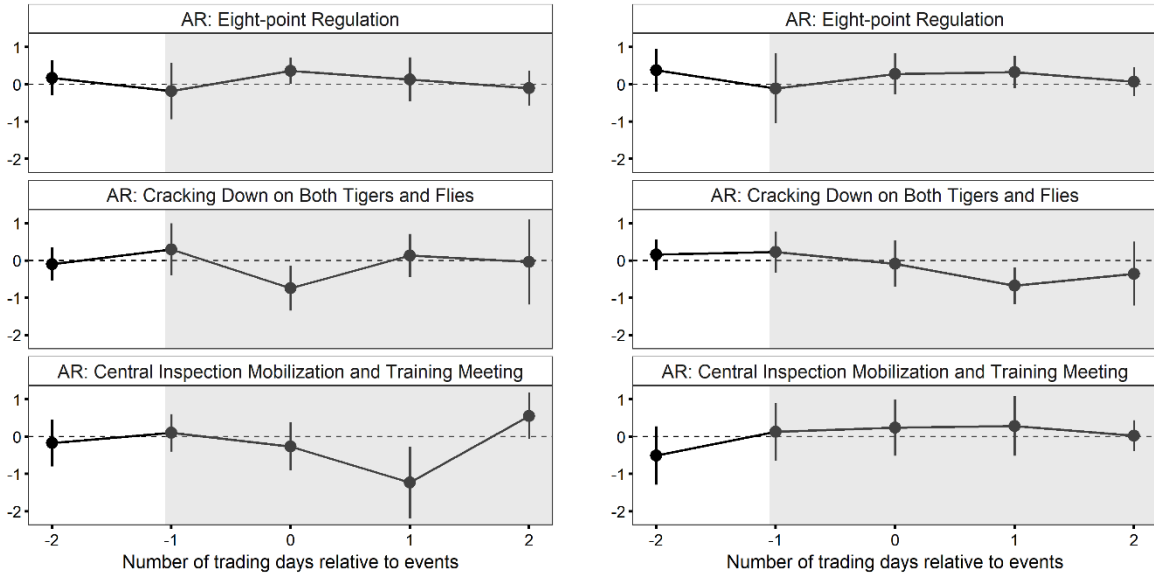 AR: Eight-point Regulation
1
0
-1
-2
AR: Cracking Down on Both Tigers and Flies
1
0
-1
-2
AR: Central Inspection Mobilization and Training Meeting
1
0
-1
-2
-2 -1 0 1 2
Number of trading days relative to events
AR: Eight-point Regulation
1
0
-1
-2
AR: Cracking Down on Both Tigers and Flies
1
0
-1
-2
AR: Central Inspection Mobilization and Training Meeting
1
0
-1
-2
-2 -1 0 1 2
Number of trading days relative to events